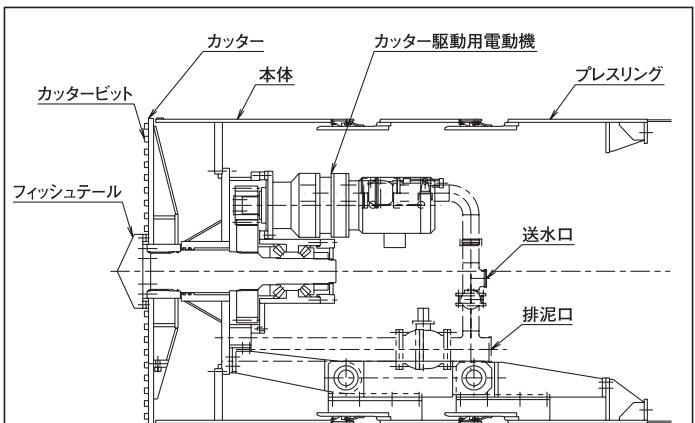 カッター
カッター駆動用電動機
本体
プレスリング
カッタービット
フィッシュテール
送水口
排泥口